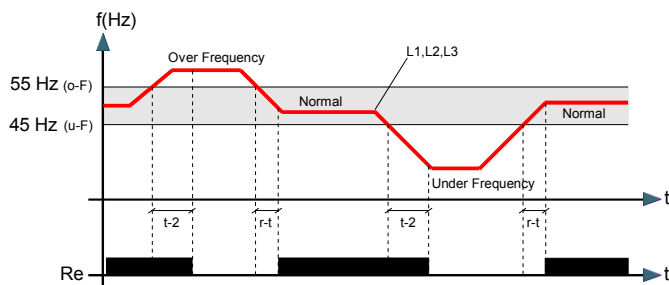 f(Hz)
Over Frequency
L1,L2,L3
55 Hz (o-F)
Normal
Normal
45 Hz (u-F)
Under Frequency
t
t-2
r-t
t-2
r-t
Re
t